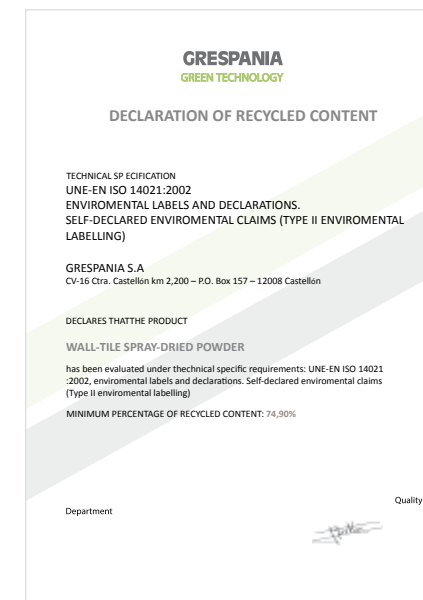 GRESPANIA
GREEN TECHNOLOGY
DECLARATION OF RECYCLED CONTENT
TECHNICAL SP ECIFICATION
UNE-EN ISO 14021:2002
ENVIROMENTAL LABELS AND DECLARATIONS.
SELF-DECLARED ENVIROMENTAL CLAIMS (TYPE II ENVIROMENTAL
LABELLING)
GRESPANIA S.A
CV-16 Ctra. Castellón km 2,200 – P.O. Box 157 – 12008 Castellón
DECLARES THATTHE PRODUCT
WALL-TILE SPRAY-DRIED POWDER
has been evaluated under thechnical specific requirements: UNE-EN ISO 14021
:2002, enviromental labels and declarations. Self-declared enviromental claims
(Type II enviromental labelling)
MINIMUM PERCENTAGE OF RECYCLED CONTENT: 74,90%
Quality
Department